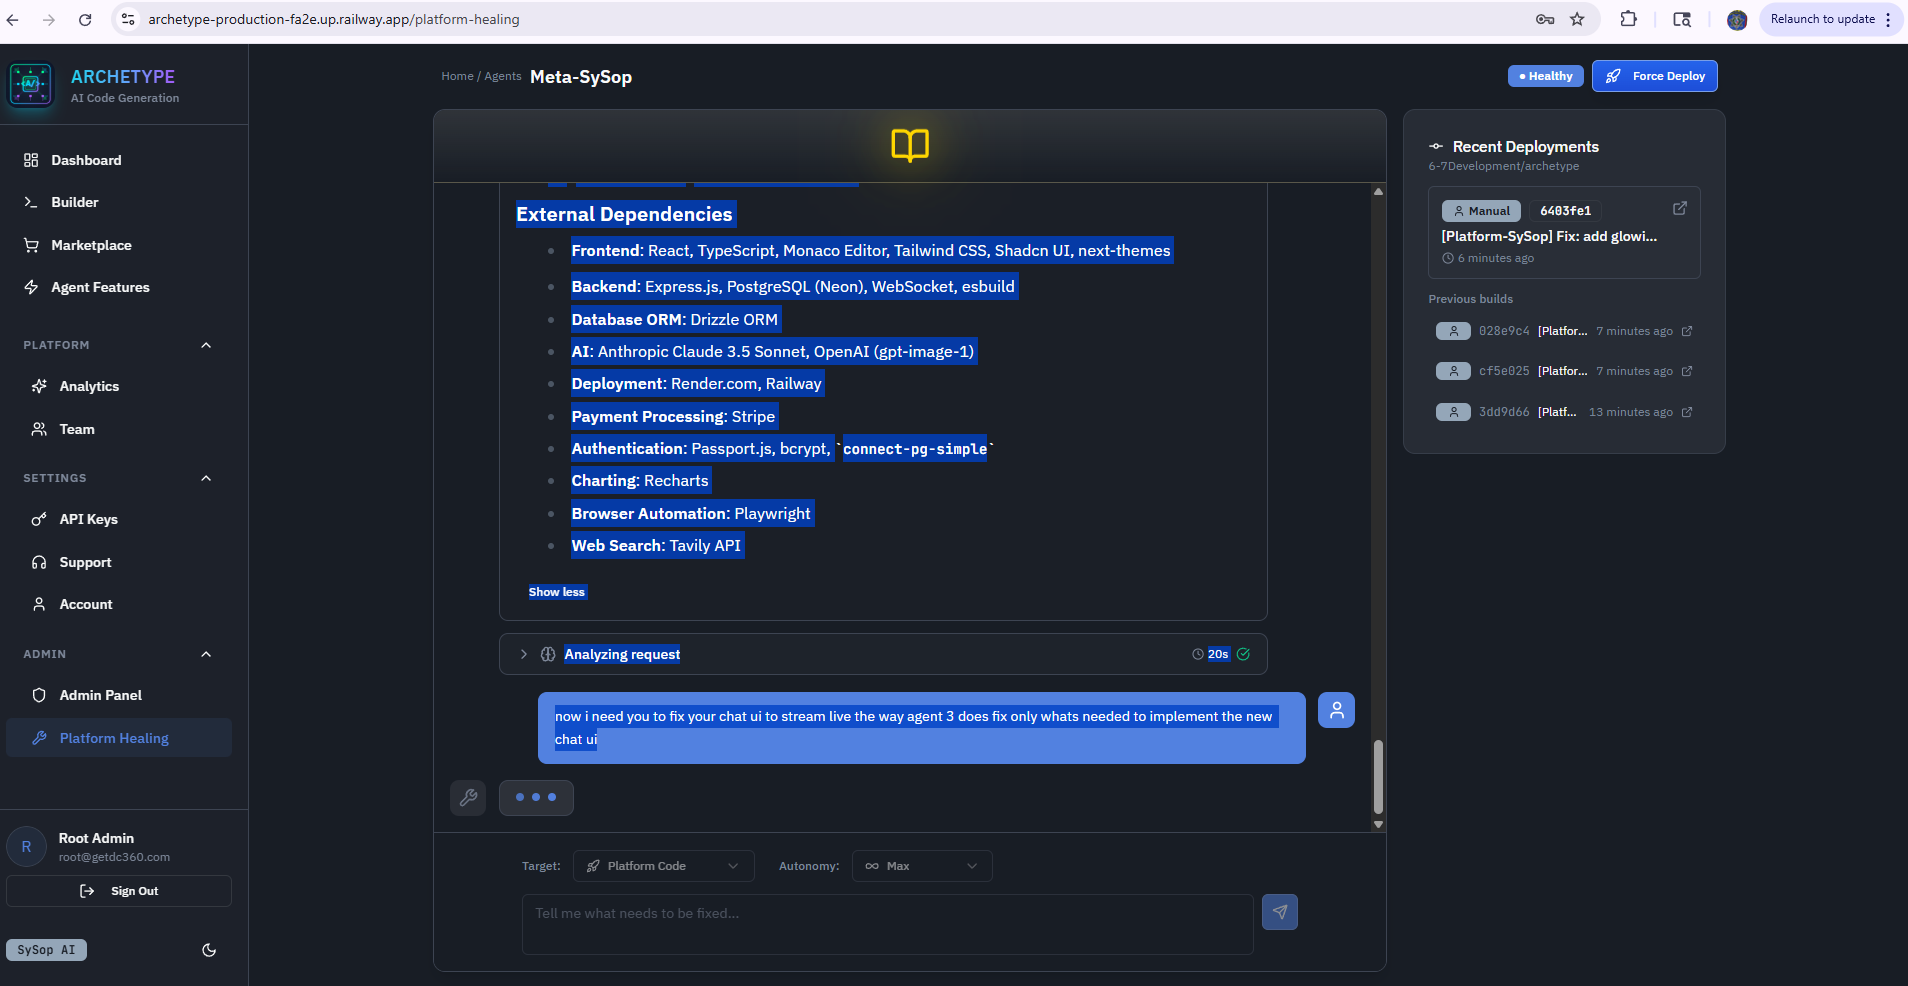 archetype-production-fa2e.up.railway.app/platform-healing
Relaunch to update
ARCHETYPE
AI Code Generation
Dashboard
Builder
Marketplace
Agent Features
PLATFORM
Analytics
Team
SETTINGS
API Keys
Support
Account
ADMIN
Admin Panel
Platform Healing
R
Root Admin
root@getdc360.com
Sign Out
SySop AI
Home / Agents Meta-SySop
Healthy
Force Deploy
External Dependencies
Frontend: React, TypeScript, Monaco Editor, Tailwind CSS, Shadcn UI, next-themes
Backend: Express.js, PostgreSQL (Neon), WebSocket, esbuild
Database ORM: Drizzle ORM
AI: Anthropic Claude 3.5 Sonnet, OpenAI (gpt-image-1)
Deployment: Render.com, Railway
Payment Processing: Stripe
Authentication: Passport.js, bcrypt, `connect-pg-simple`
Charting: Recharts
Browser Automation: Playwright
Web Search: Tavily API
Show less
Analyzing request 20s
now i need you to fix your chat ui to stream live the way agent 3 does fix only whats needed to implement the new
chat ui
Target: Platform Code Autonomy: Max
Tell me what needs to be fixed...
Recent Deployments
6-7Development/archetype
Manual 6403fe1
[Platform-SySop] Fix: add glowi...
6 minutes ago
Previous builds
028e9c4 [Platfor... 7 minutes ago
cf5e025 [Platfor... 7 minutes ago
3dd9d66 [Platf... 13 minutes ago